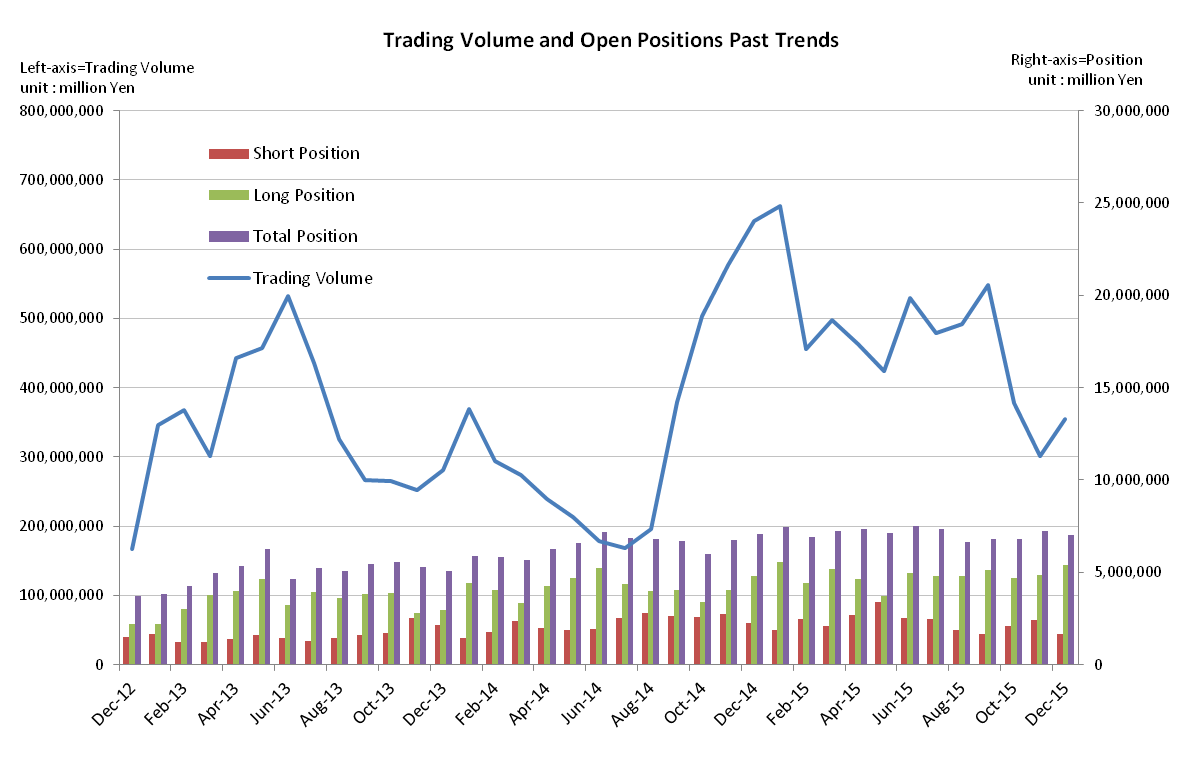 Trading Volume and Open Positions Past Trends
Left-axis=Trading Volume
unit : million Yen
Right-axis=Position
unit : million Yen
800,000,000
700,000,000
600,000,000
500,000,000
400,000,000
300,000,000
200,000,000
100,000,000
0
Short Position
Long Position
Total Position
Trading Volume
30,000,000
25,000,000
20,000,000
15,000,000
10,000,000
5,000,000
0
Dec-12
Feb-13
Apr-13
Jun-13
Aug-13
Oct-13
Dec-13
Feb-14
Apr-14
Jun-14
Aug-14
Oct-14
Dec-14
Feb-15
Apr-15
Jun-15
Aug-15
Oct-15
Dec-15